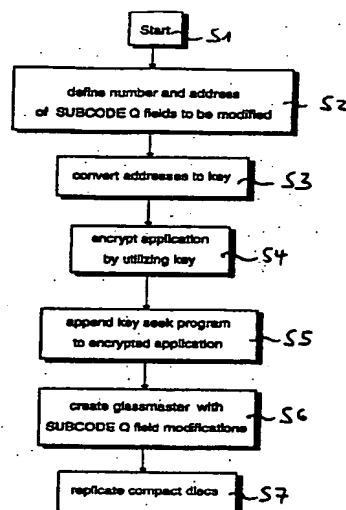 Start
S1
define number and address
of SUBCODE Q fields to be modified
S2
convert addresses to key
S3
encrypt application
by utilizing key
S4
append key seek program
to encrypted application
S5
create glassmaster with
SUBCODE Q field modifications
S6
replicate compact discs
S7